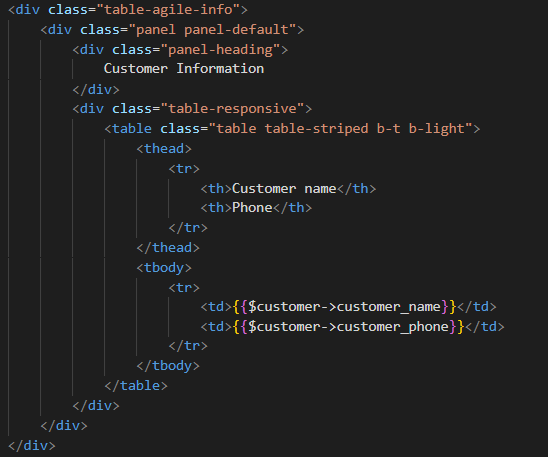 <div class="table-agile-info">
<div class="panel panel-default">
<div class="panel-heading">
Customer Information
</div>
<div class="table-responsive">
<table class="table table-striped b-t b-light">
<thead>
<tr>
<th>Customer name</th>
<th>Phone</th>
</tr>
</thead>
<tbody>
<tr>
<td>{{$customer->customer_name}}</td>
<td>{{$customer->customer_phone}}</td>
</tr>
</tbody>
</table>
</div>
</div>
</div>